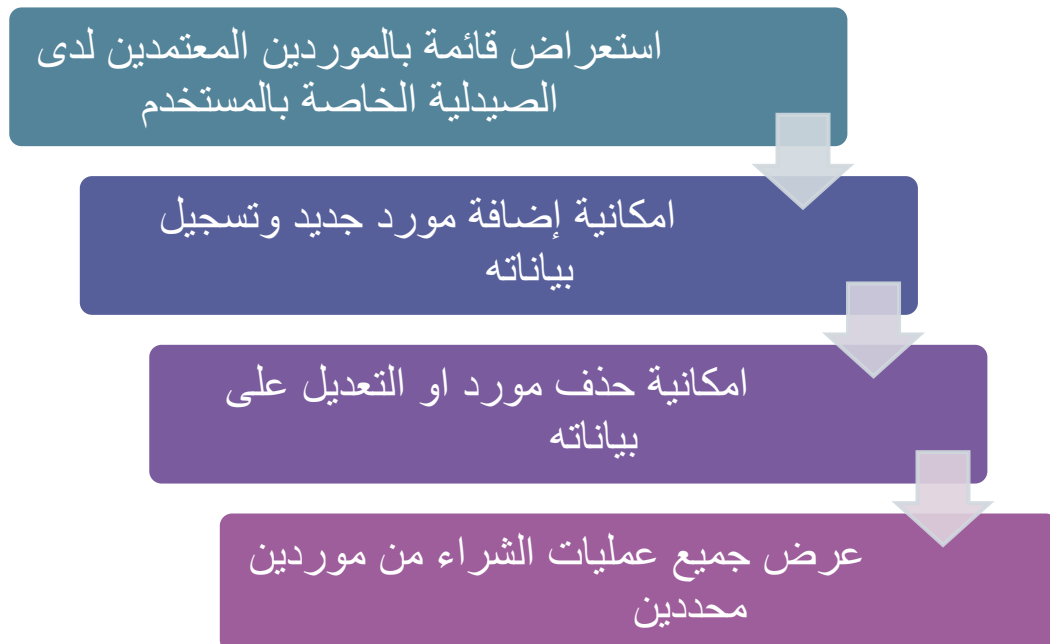 استعراض قائمة بالموردين المعتمدين لدى
الصيدلية الخاصة بالمستخدم
امكانية إضافة مورد جديد وتسجيل
بياناته
امكانية حذف مورد او التعديل على
بياناته
عرض جميع عمليات الشراء من موردين
محددين